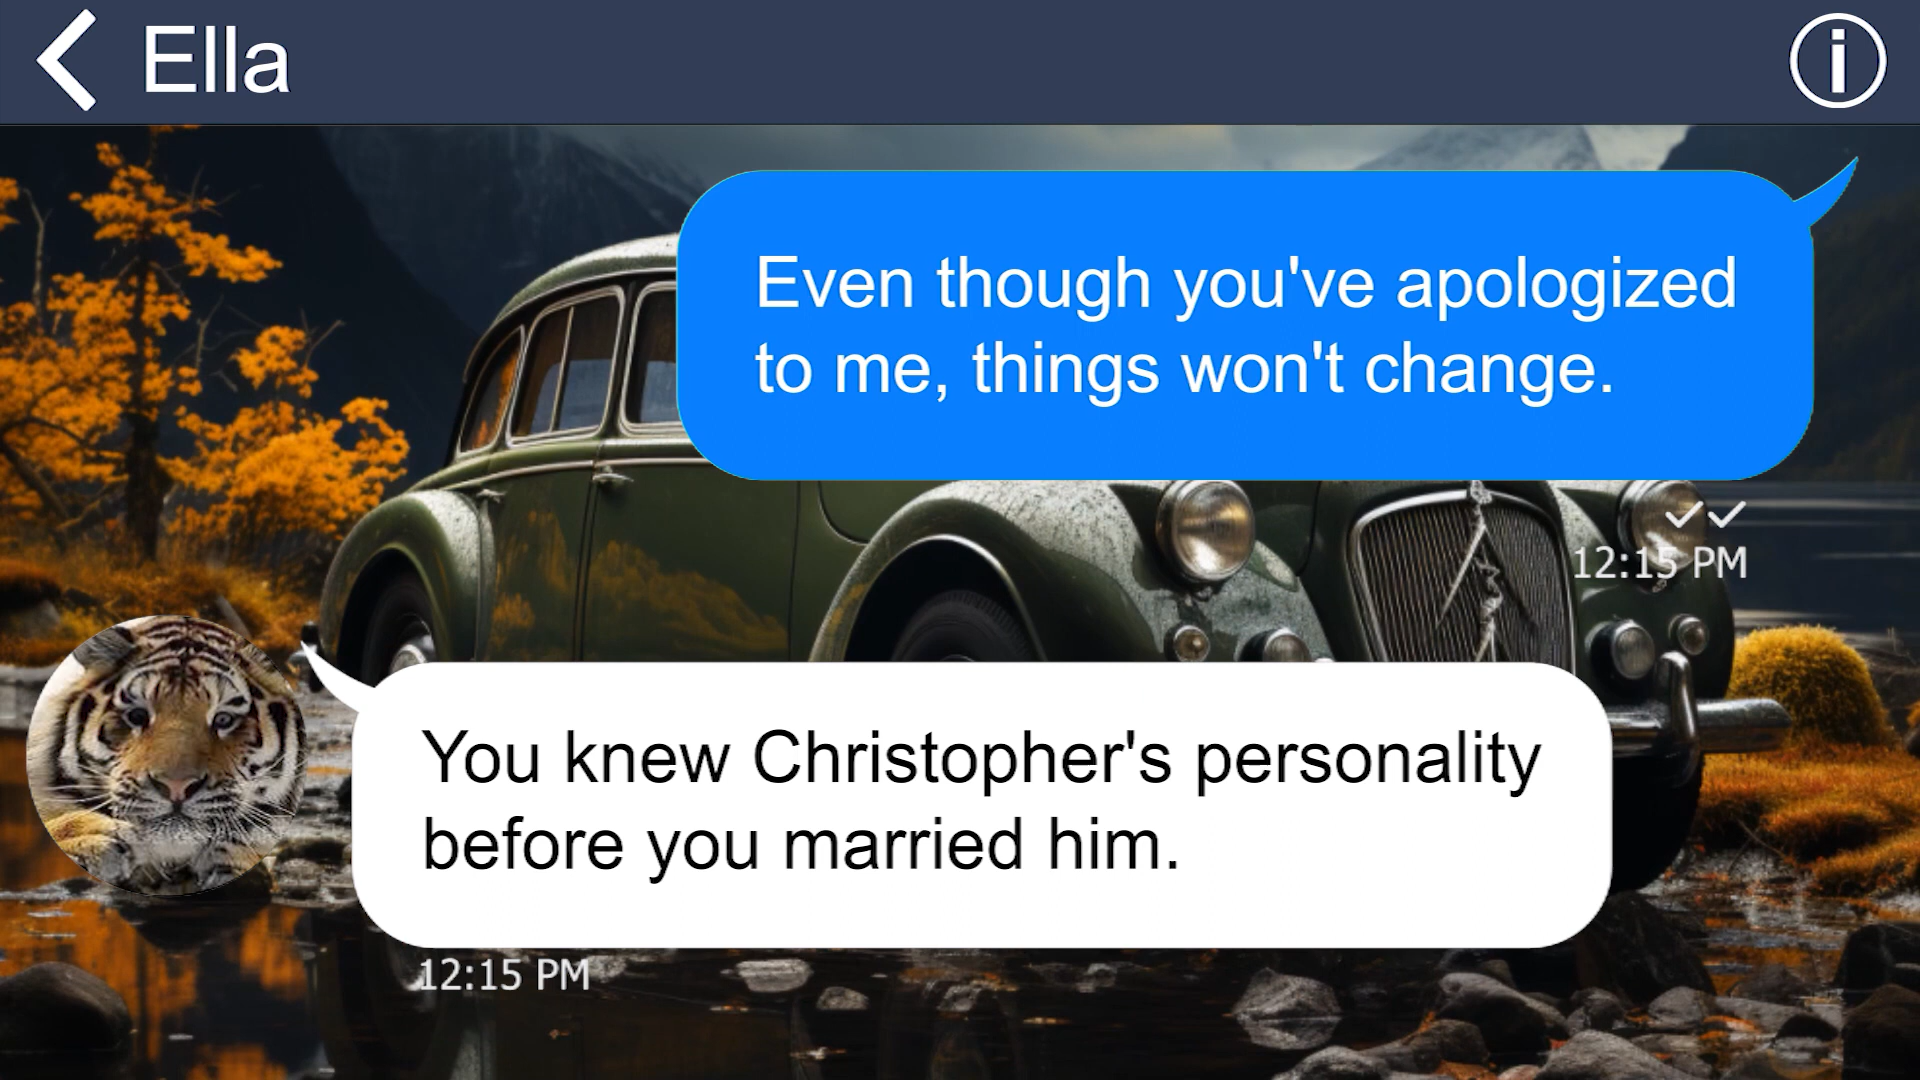 Ella
Even though you've apologized
to me, things won't change.
12:15 PM
You knew Christopher's personality
before you married him.
12:15 PM